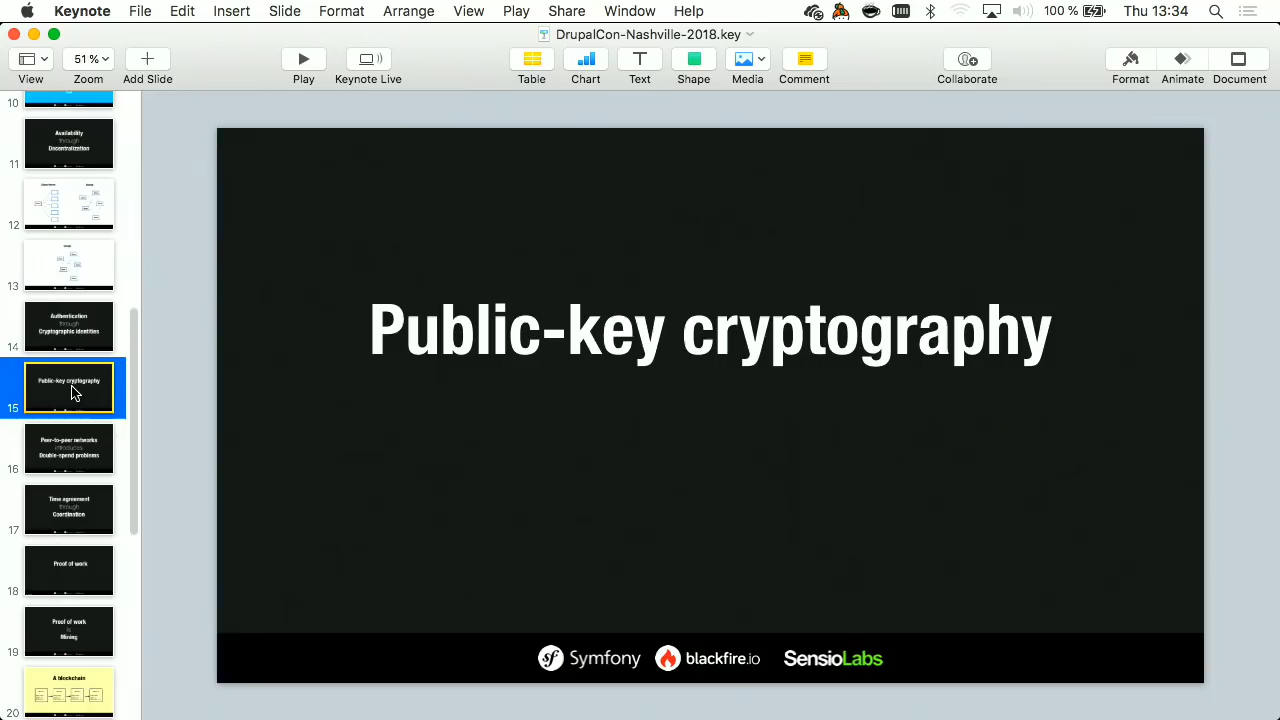 Keynote File Edit Insert Slide Format Arrange View Play Share Window Help 100 % Thu 13:34
DrupalCon-Nashville-2018.key
51 %
View Zoom Add Slide Play Keynote Live Table Chart Text Shape Media Comment Collaborate Format Animate Document
10
Availability
through
Decentralization
11
12
13
Authentication
through
Cryptographic identities
14
Public-key cryptography
15
Peer-to-peer networks
introduces
Double-spend problems
16
Time agreement
through
Coordination
17
Proof of work
18
Proof of work
is
Mining
19
A blockchain
20
Public-key cryptography
sf Symfony blackfire.io SensioLabs